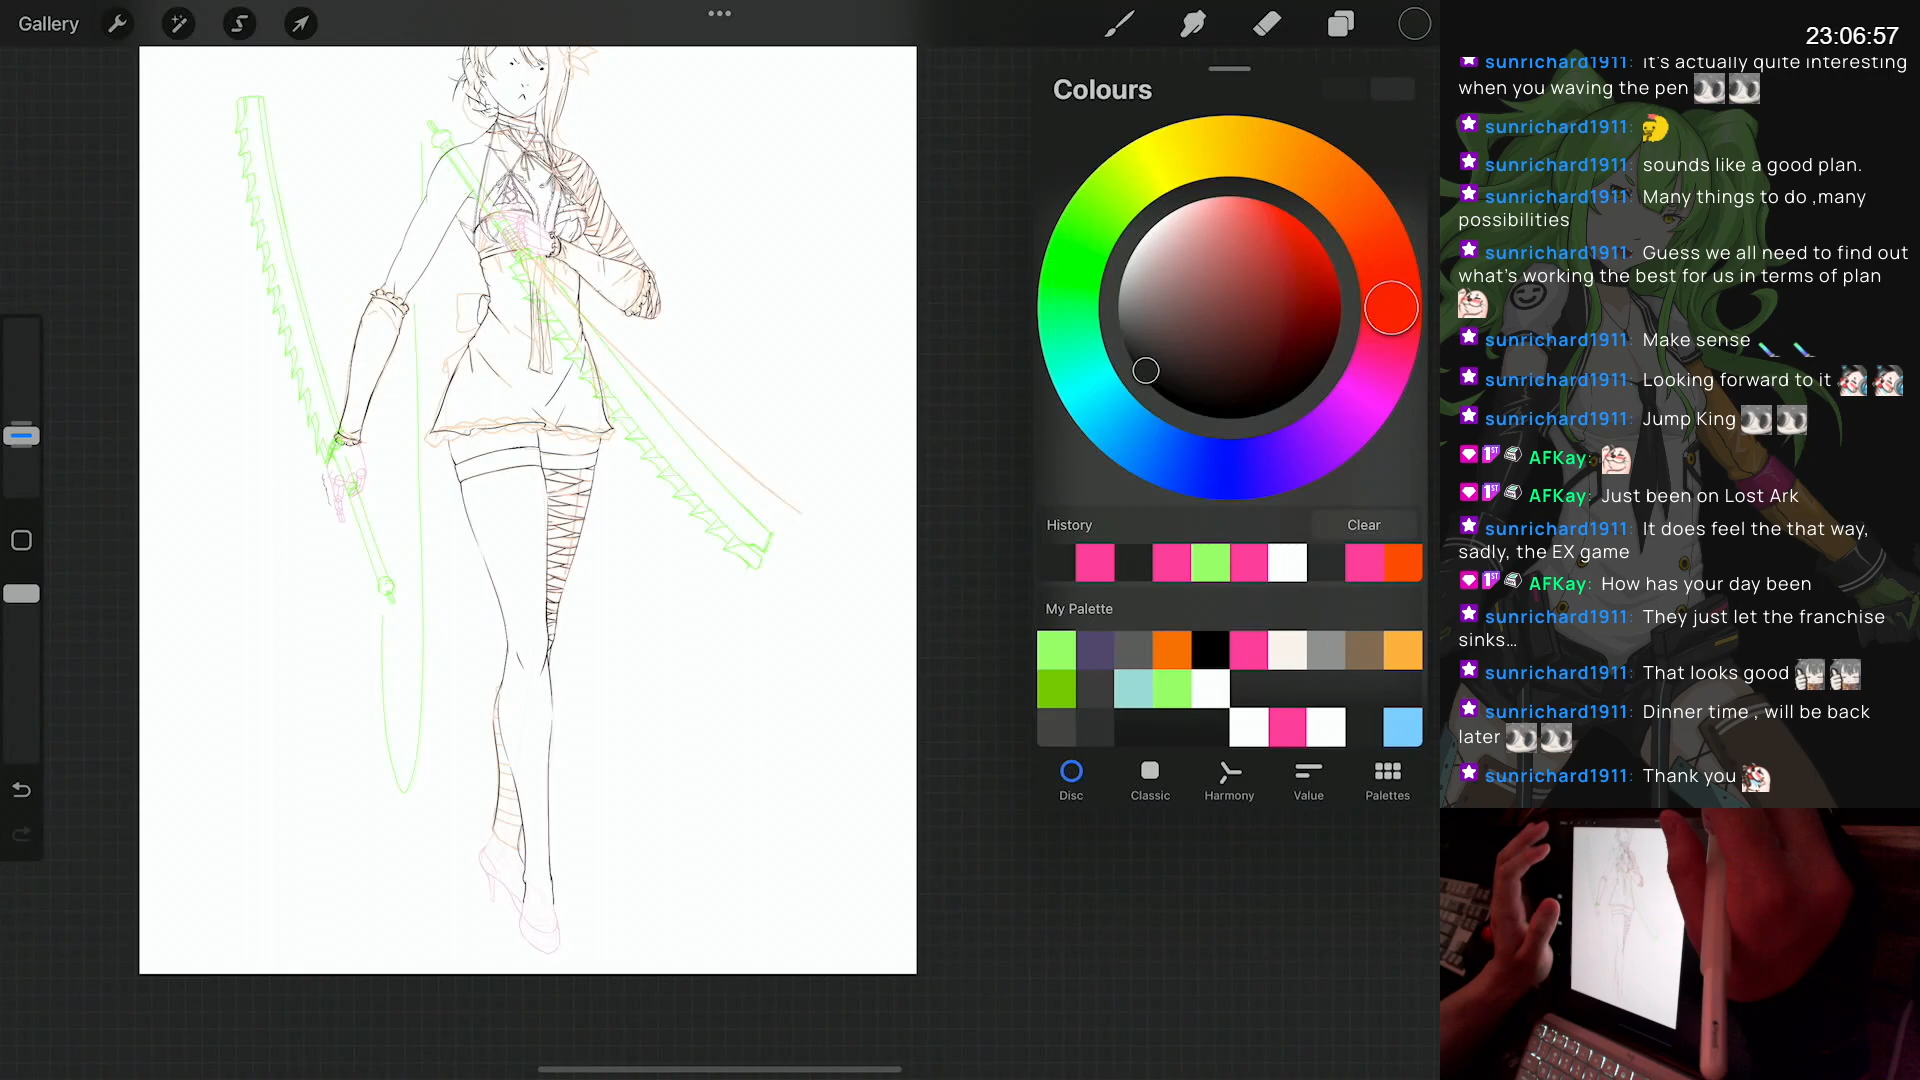 Gallery
Colours
History
Clear
My Palette
Disc
Classic
Harmony
Value
Palettes
23:06:57
sunrichard1911: it's actually quite interesting
when you waving the pen
sunrichard1911:
sunrichard1911: sounds like a good plan.
sunrichard1911: Many things to do ,many
possibilities
sunrichard1911: Guess we all need to find out
what's working the best for us in terms of plan
sunrichard1911: Make sense
sunrichard1911: Looking forward to it
sunrichard1911: Jump King
1ST AFKay:
1ST AFKay: Just been on Lost Ark
sunrichard1911: It does feel the that way,
sadly, the EX game
1ST AFKay: How has your day been
sunrichard1911: They just let the franchise
sinks...
sunrichard1911: That looks good
sunrichard1911: Dinner time , will be back
later
sunrichard1911: Thank you